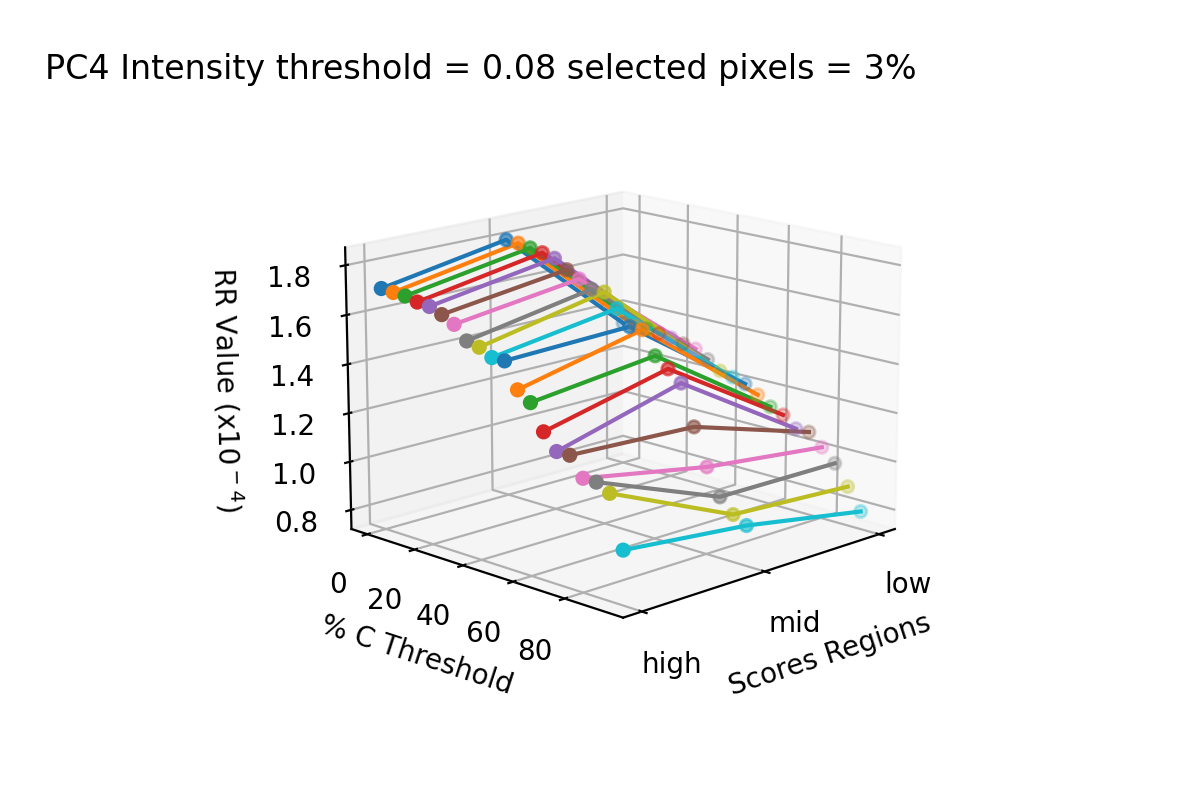 PC4 Intensity threshold = 0.08 selected pixels = 3%
RR Value (x10⁻⁴)
1.8
1.6
1.4
1.2
1.0
0.8
0
20
40
60
80
% C Threshold
high
mid
low
Scores Regions